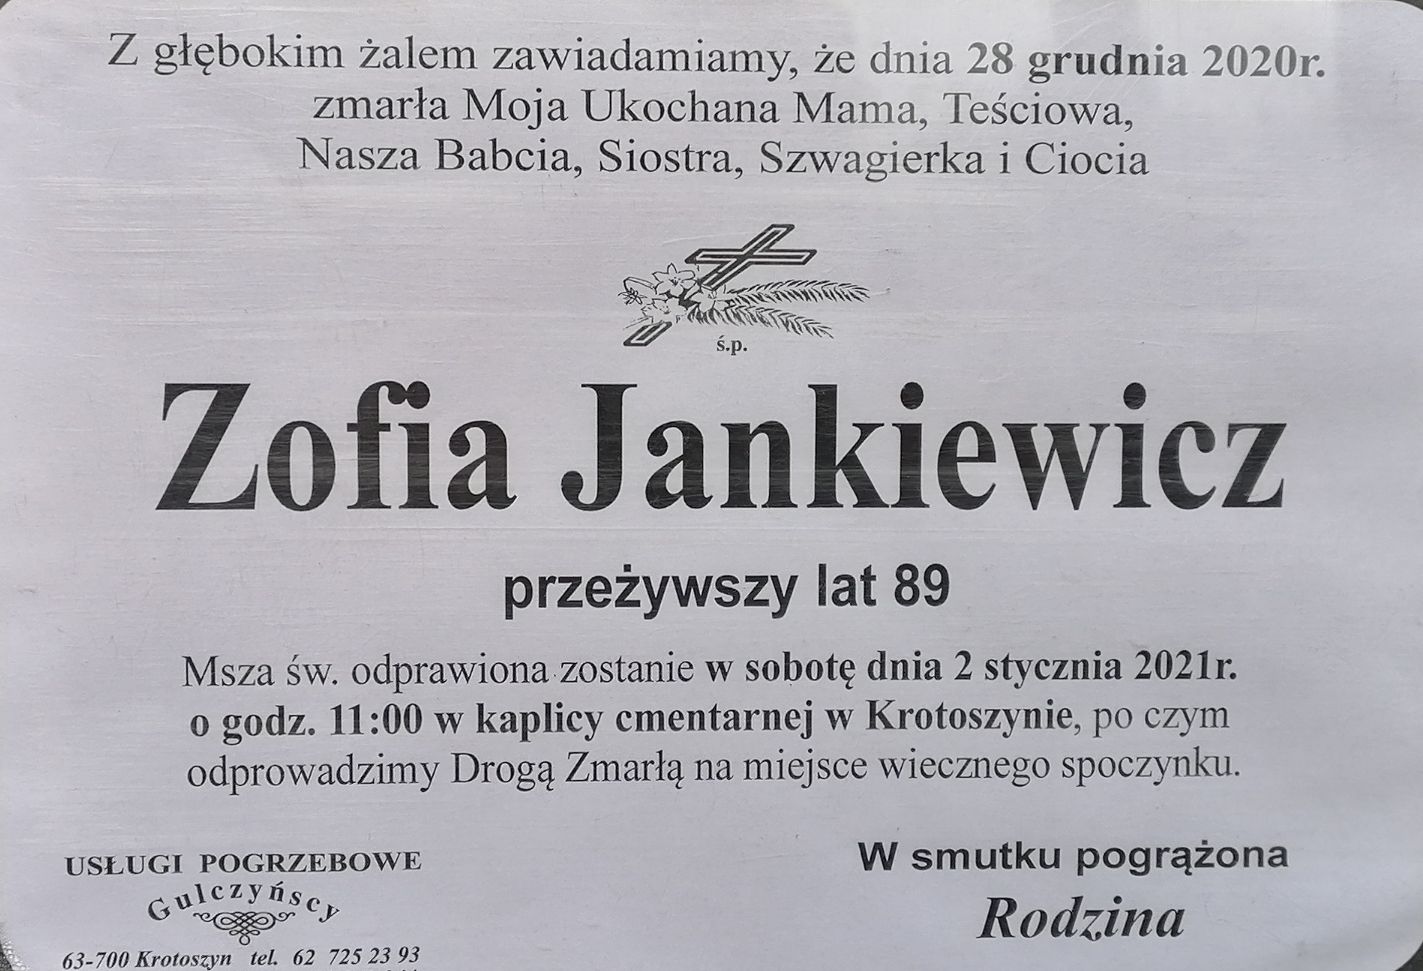 Z głębokim żalem zawiadamiamy, że dnia 28 grudnia 2020r.
zmarła Moja Ukochana Mama, Teściowa,
Nasza Babcia, Siostra, Szwagierka i Ciocia
ś.p.
Zofia Jankiewicz
przeżywszy lat 89
Msza św. odprawiona zostanie w sobotę dnia 2 stycznia 2021r.
o godz. 11:00 w kaplicy cmentarnej w Krotoszynie, po czym
odprowadzimy Drogą Zmarłą na miejsce wiecznego spoczynku.
W smutku pogrążona
Rodzina
USŁUGI POGRZEBOWE
Gulczyńscy
63-700 Krotoszyn tel. 62 725 23 93